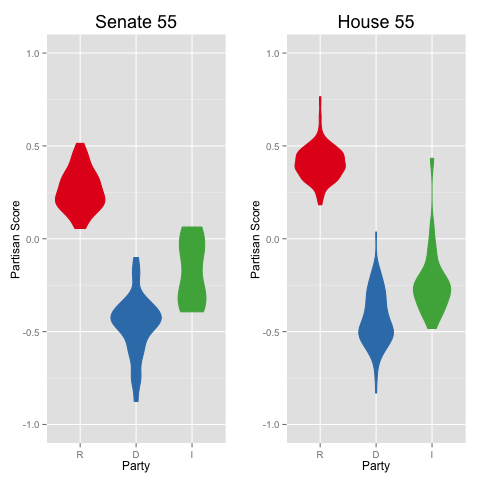 Senate 55
1.0
0.5
0.0
-0.5
-1.0
Partisan Score
R D I
Party
House 55
1.0
0.5
0.0
-0.5
-1.0
Partisan Score
R D I
Party